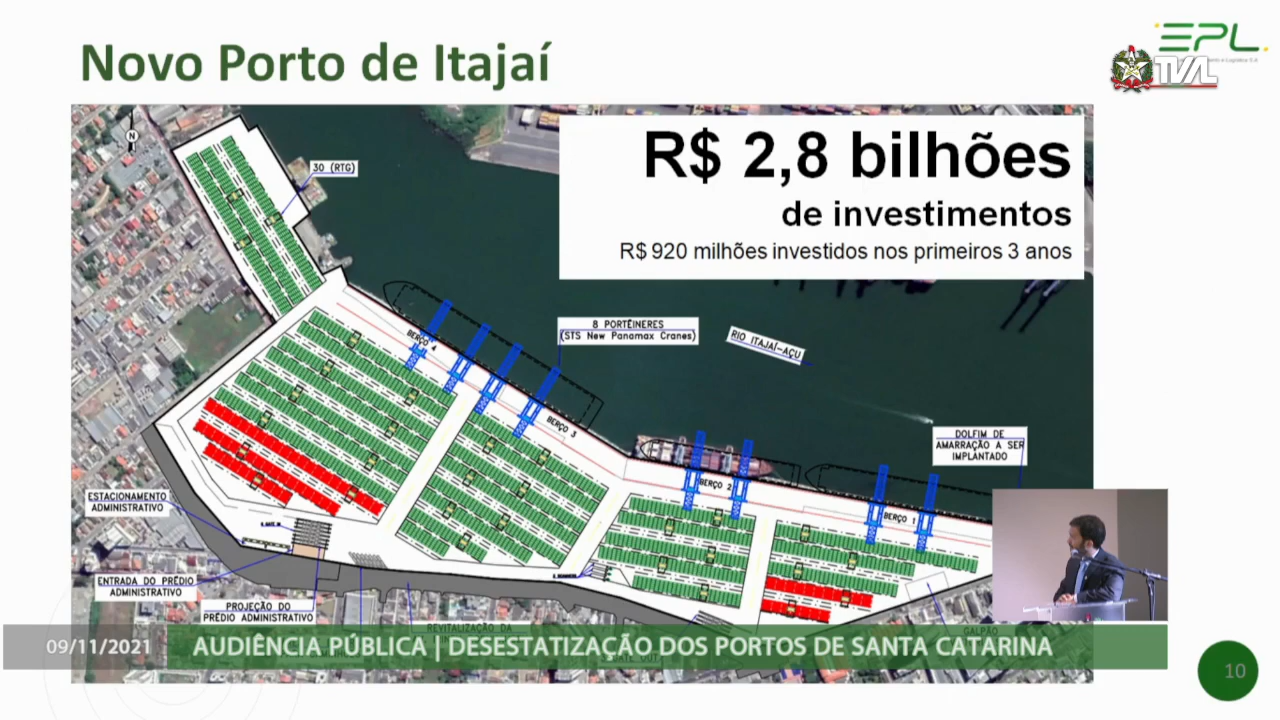 Novo Porto de Itajaí
EPL
TVAL
R$ 2,8 bilhões
de investimentos
R$ 920 milhões investidos nos primeiros 3 anos
N
30 (RTG)
8 PORTÊINERES
(STS New Panamax Cranes)
RIO ITAJAÍ-AÇU
BERÇO 4
BERÇO 3
BERÇO 2
BERÇO 1
DOLFIM DE
AMARRAÇÃO A SER
IMPLANTADO
ESTACIONAMENTO
ADMINISTRATIVO
ENTRADA DO PRÉDIO
ADMINISTRATIVO
PROJEÇÃO DO
PRÉDIO ADMINISTRATIVO
REVITALIZAÇÃO DA
GALPÃO
09/11/2021
AUDIÊNCIA PÚBLICA | DESESTATIZAÇÃO DOS PORTOS DE SANTA CATARINA
10